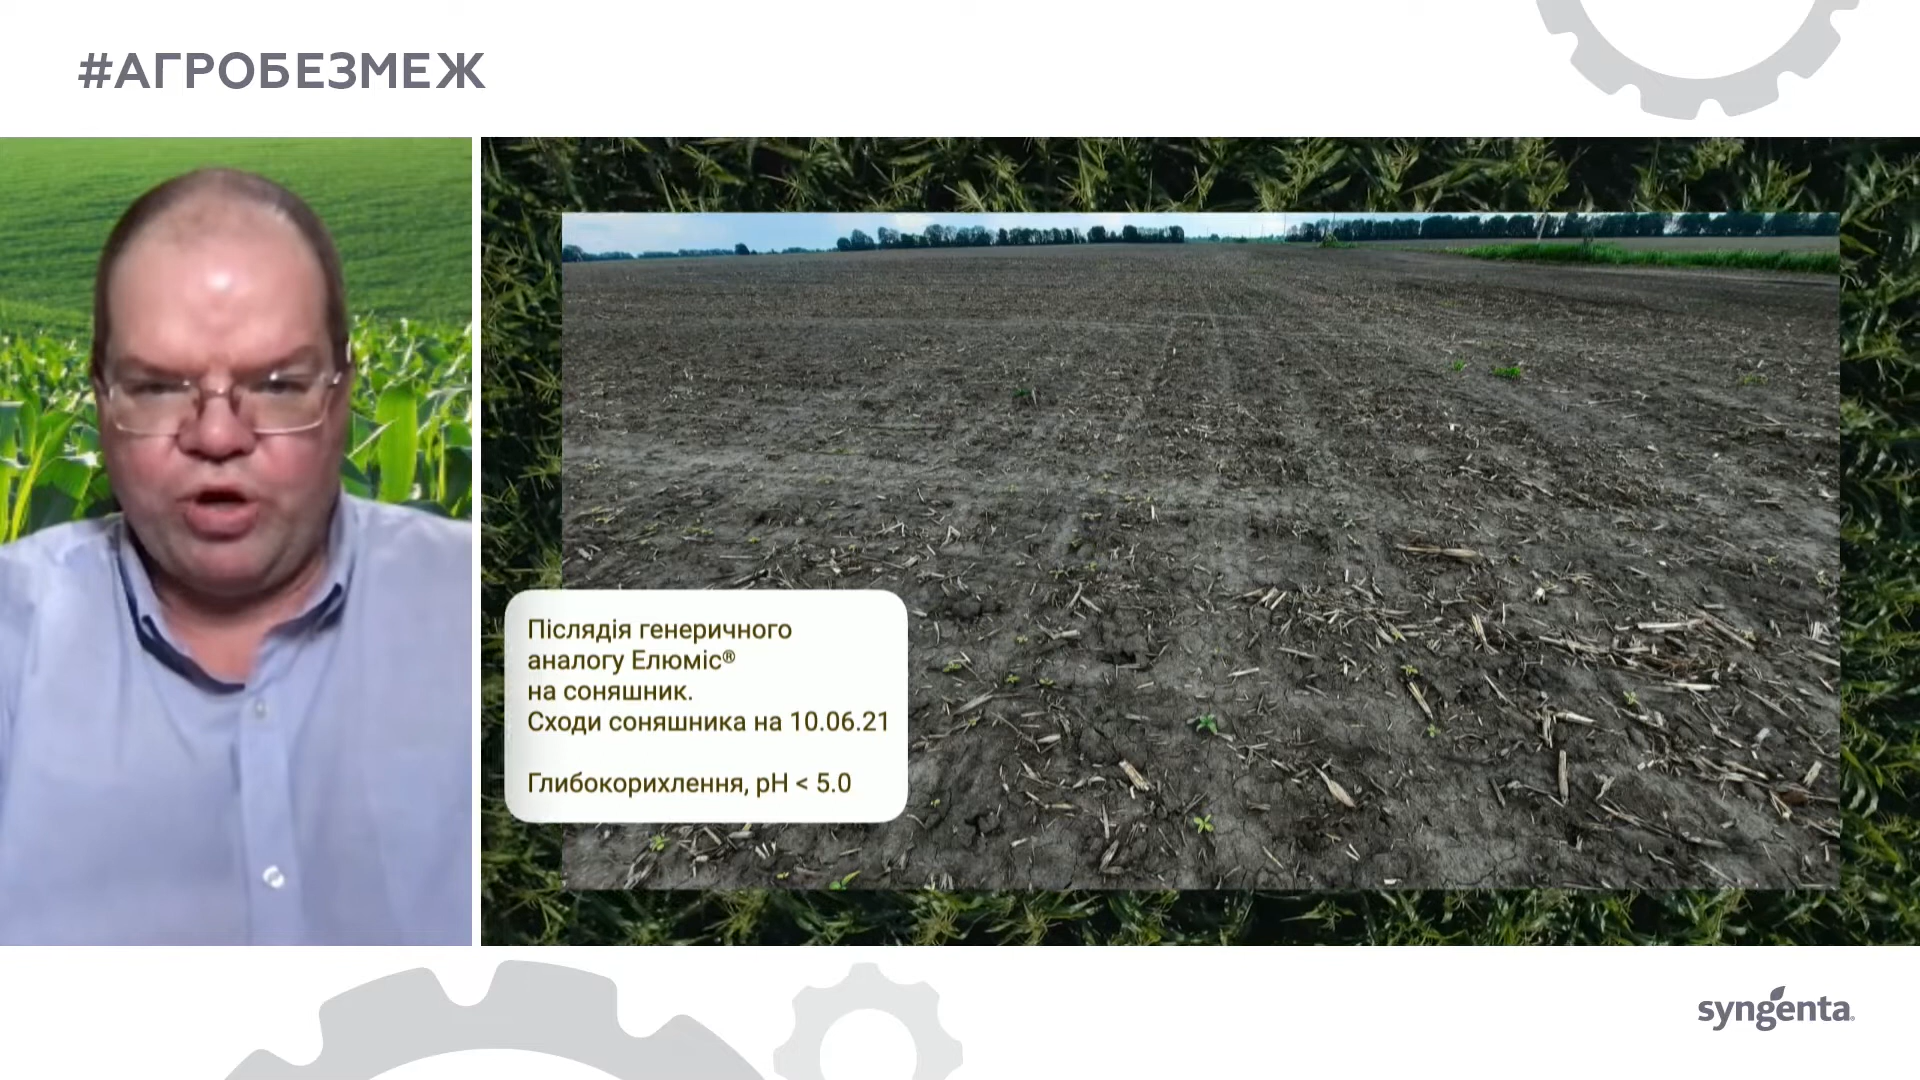 #АГРОБЕЗМЕЖ
Післядія генеричного
аналогу Елюміс®
на соняшник.
Сходи соняшника на 10.06.21
Глибокорихлення, pH < 5.0
syngenta